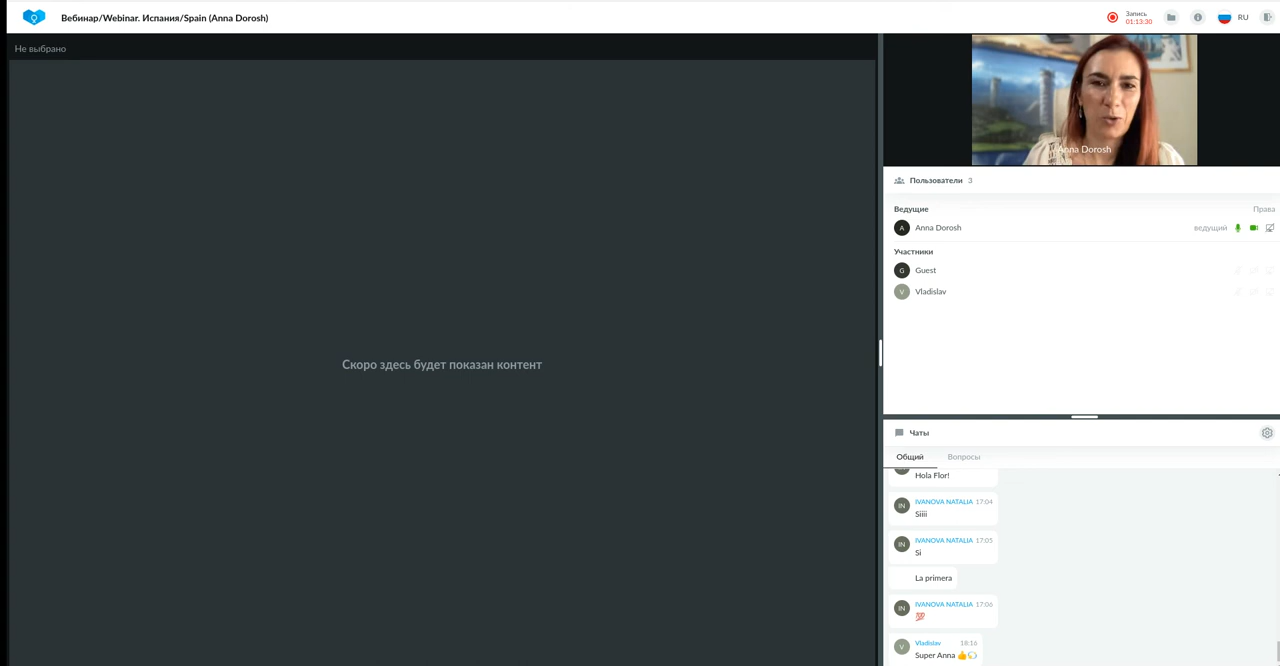 Вебинар/Webinar. Испания/Spain (Anna Dorosh)
Запись
01:13:30
RU
Не выбрано
Скоро здесь будет показан контент
Anna Dorosh
Пользователи 3
Ведущие Права
A Anna Dorosh ведущий
Участники
G Guest
V Vladislav
Чаты
Общий Вопросы
Hola Flor!
IN IVANOVA NATALIA 17:04
Siiii
IN IVANOVA NATALIA 17:05
Si
La primera
IN IVANOVA NATALIA 17:06
💯
V Vladislav 18:16
Super Anna 👍💭